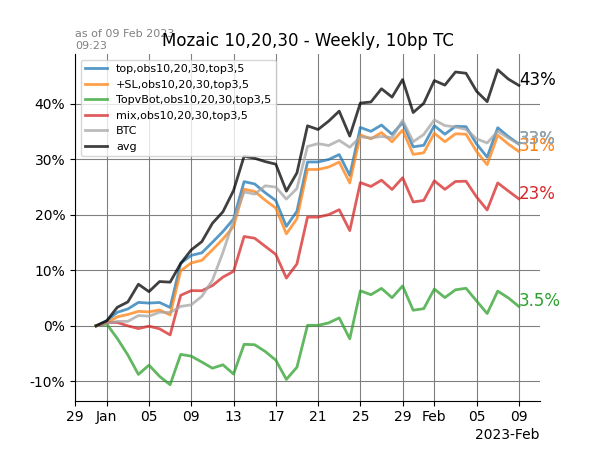 as of 09 Feb 2023
09:23
Mozaic 10,20,30 - Weekly, 10bp TC
top,obs10,20,30,top3,5
+SL,obs10,20,30,top3,5
TopvBot,obs10,20,30,top3,5
mix,obs10,20,30,top3,5
BTC
avg
40%
30%
20%
10%
0%
-10%
43%
33%
31%
23%
3.5%
29 Jan 05 09 13 17 21 25 29 Feb 05 09
2023-Feb